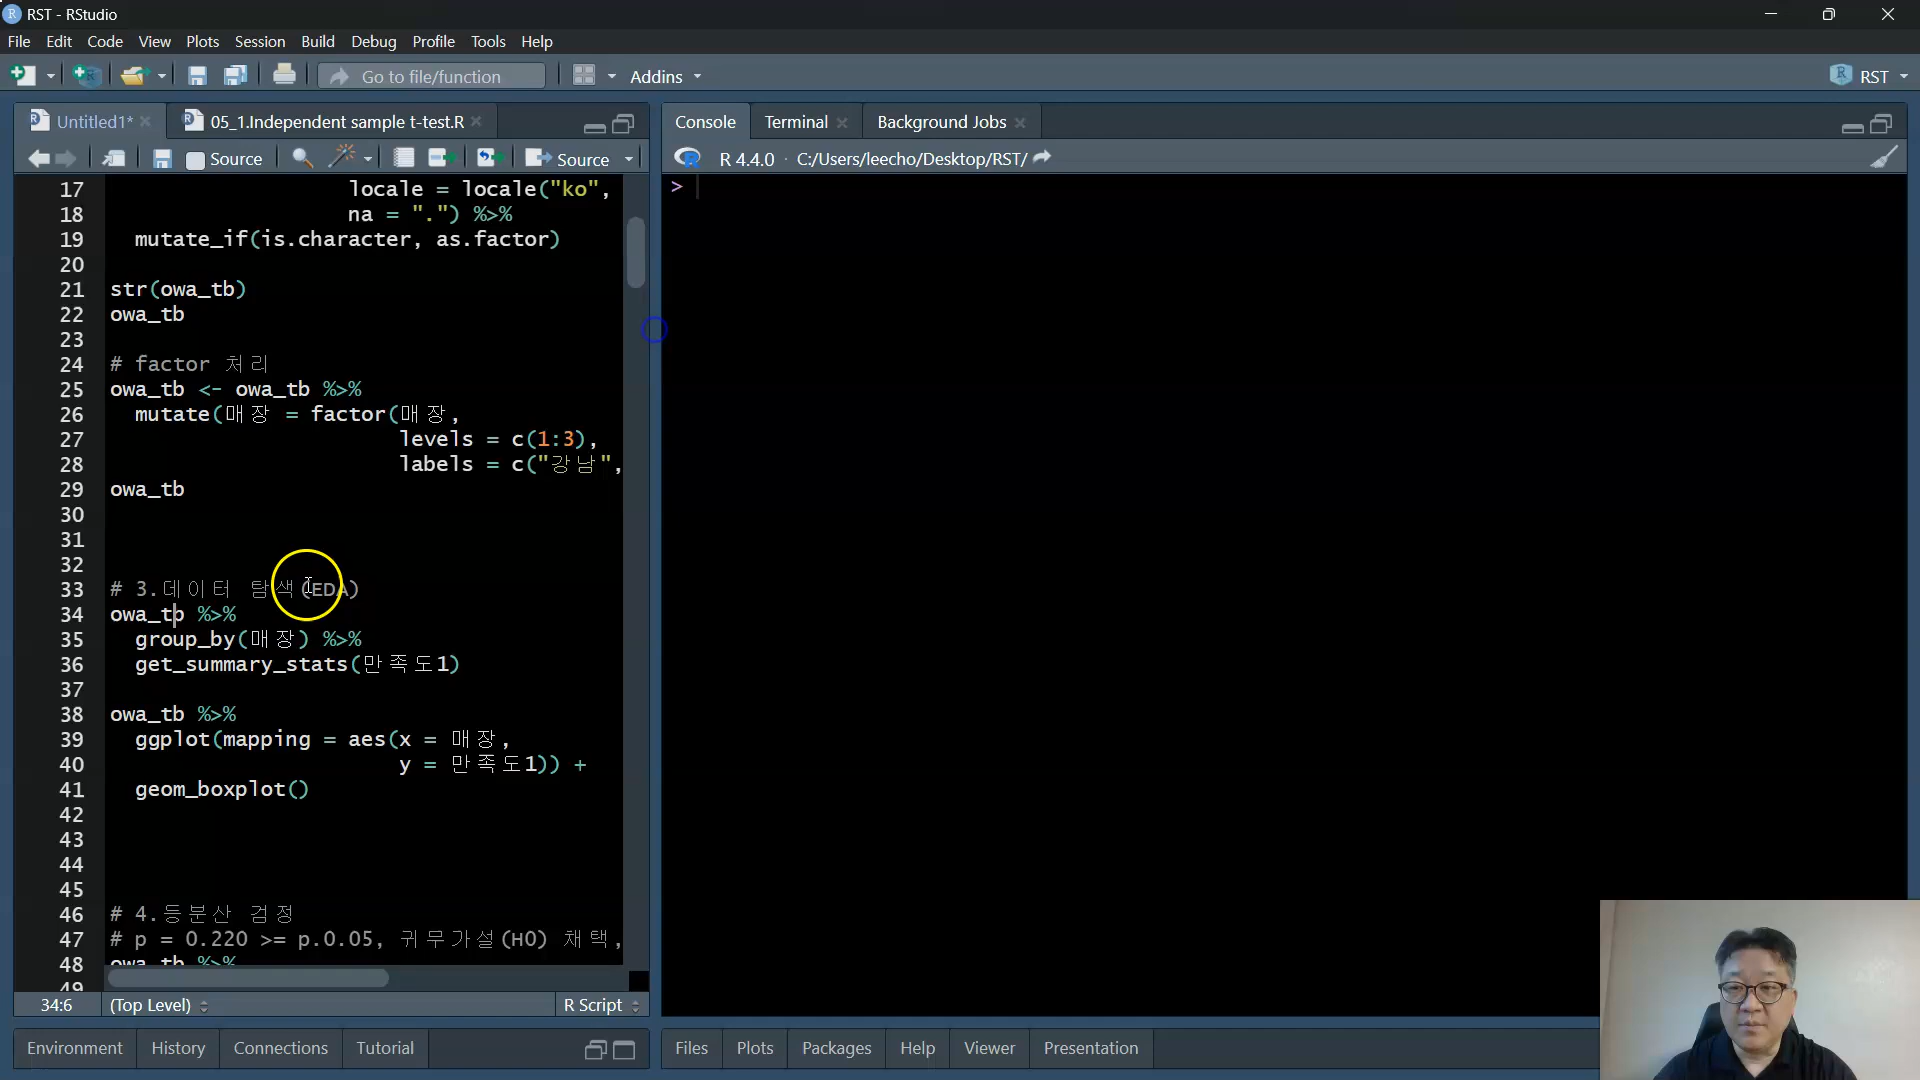 RST - RStudio
File Edit Code View Plots Session Build Debug Profile Tools Help
Go to file/function Addins RST
Untitled1* 05_1.Independent sample t-test.R
Source Source
17 locale = locale("ko",
18 na = ".") %>%
19 mutate_if(is.character, as.factor)
20
21 str(owa_tb)
22 owa_tb
23
24 # factor 처리
25 owa_tb <- owa_tb %>%
26 mutate(매장 = factor(매장,
27 levels = c(1:3),
28 labels = c("강남",
29 owa_tb
30
31
32
33 # 3.데이터 탐색(EDA)
34 owa_tb %>%
35 group_by(매장) %>%
36 get_summary_stats(만족도1)
37
38 owa_tb %>%
39 ggplot(mapping = aes(x = 매장,
40 y = 만족도1)) +
41 geom_boxplot()
42
43
44
45
46 # 4.등분산 검정
47 # p = 0.220 >= p.0.05, 귀무가설(H0) 채택,
48 owa_tb %>%
49
34:6 (Top Level) R Script
Environment History Connections Tutorial
Console Terminal Background Jobs
R 4.4.0 · C:/Users/leecho/Desktop/RST/
>
Files Plots Packages Help Viewer Presentation